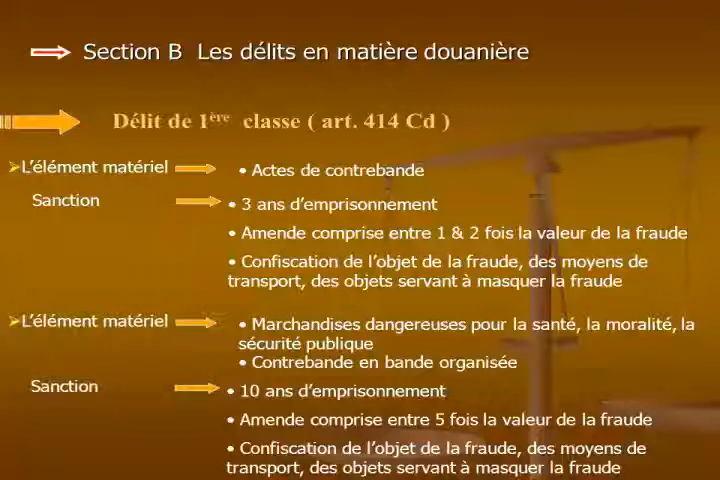 Section B Les délits en matière douanière
Délit de 1ère classe ( art. 414 Cd )
L'élément matériel
• Actes de contrebande
Sanction
• 3 ans d'emprisonnement
• Amende comprise entre 1 & 2 fois la valeur de la fraude
• Confiscation de l'objet de la fraude, des moyens de
transport, des objets servant à masquer la fraude
L'élément matériel
• Marchandises dangereuses pour la santé, la moralité, la
sécurité publique
• Contrebande en bande organisée
Sanction
• 10 ans d'emprisonnement
• Amende comprise entre 5 fois la valeur de la fraude
• Confiscation de l'objet de la fraude, des moyens de
transport, des objets servant à masquer la fraude